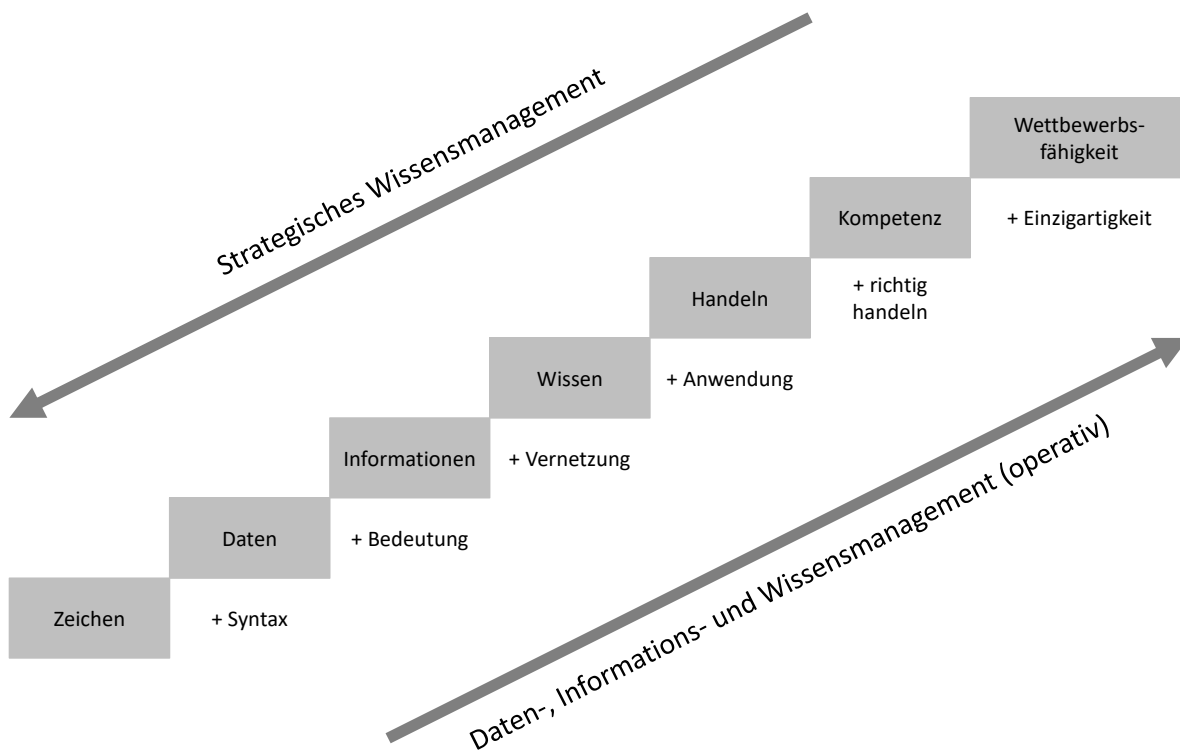 Strategisches Wissensmanagement
Wettbewerbs-
fähigkeit
Kompetenz
+ Einzigartigkeit
Handeln
+ richtig
handeln
Wissen
+ Anwendung
Informationen
+ Vernetzung
Daten
+ Bedeutung
Zeichen
+ Syntax
Daten-, Informations- und Wissensmanagement (operativ)